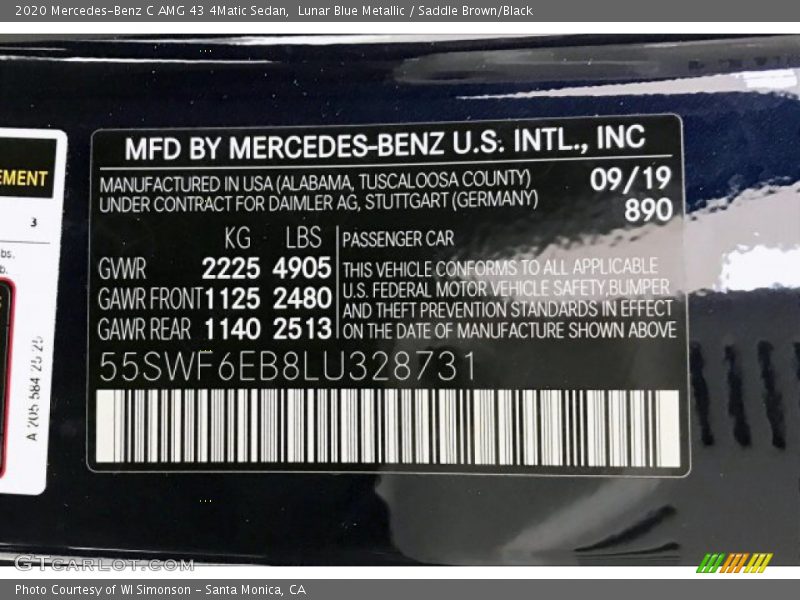 2020 Mercedes-Benz C AMG 43 4Matic Sedan,  Lunar Blue Metallic / Saddle Brown/Black
EMENT
3
bs.
b.
A 205 584 25 25
MFD BY MERCEDES-BENZ U.S. INTL., INC
MANUFACTURED IN USA (ALABAMA, TUSCALOOSA COUNTY)
UNDER CONTRACT FOR DAIMLER AG, STUTTGART (GERMANY)
09/19
890
KG LBS
GWR 2225 4905
GAWR FRONT 1125 2480
GAWR REAR 1140 2513
PASSENGER CAR
THIS VEHICLE CONFORMS TO ALL APPLICABLE
U.S. FEDERAL MOTOR VEHICLE SAFETY, BUMPER
AND THEFT PREVENTION STANDARDS IN EFFECT
ON THE DATE OF MANUFACTURE SHOWN ABOVE
55SWF6EB8LU328731
GTCARLOT.COM
Photo Courtesy of WI Simonson - Santa Monica, CA